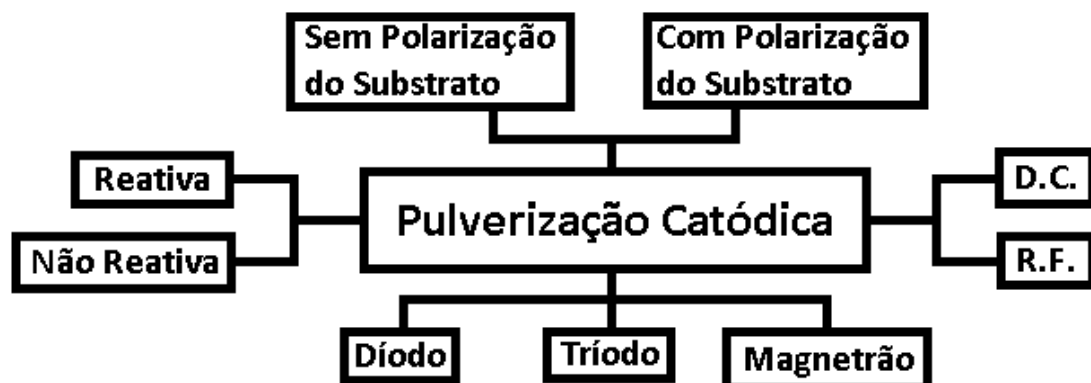 Sem Polarização
do Substrato
Com Polarização
do Substrato
Reativa
D.C.
Pulverização Catódica
Não Reativa
R.F.
Díodo
Tríodo
Magnetrão